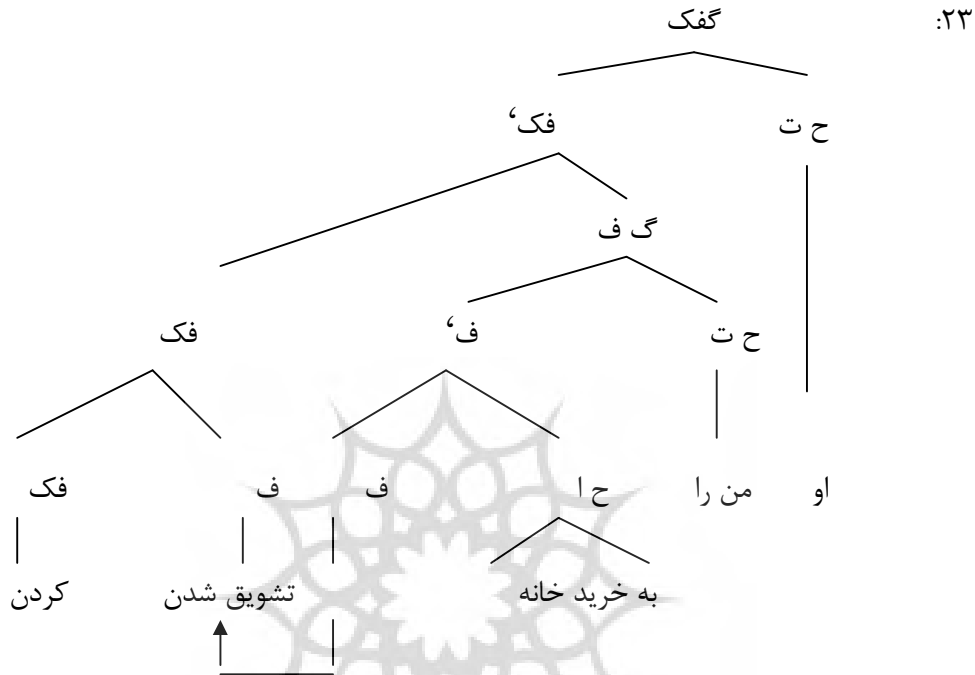 ۲۳: گفک
ح ت فک‘
گ ف
ح ت ف‘ فک
او من را ح ا ف ف فک
به خرید خانه تشویق شدن کردن